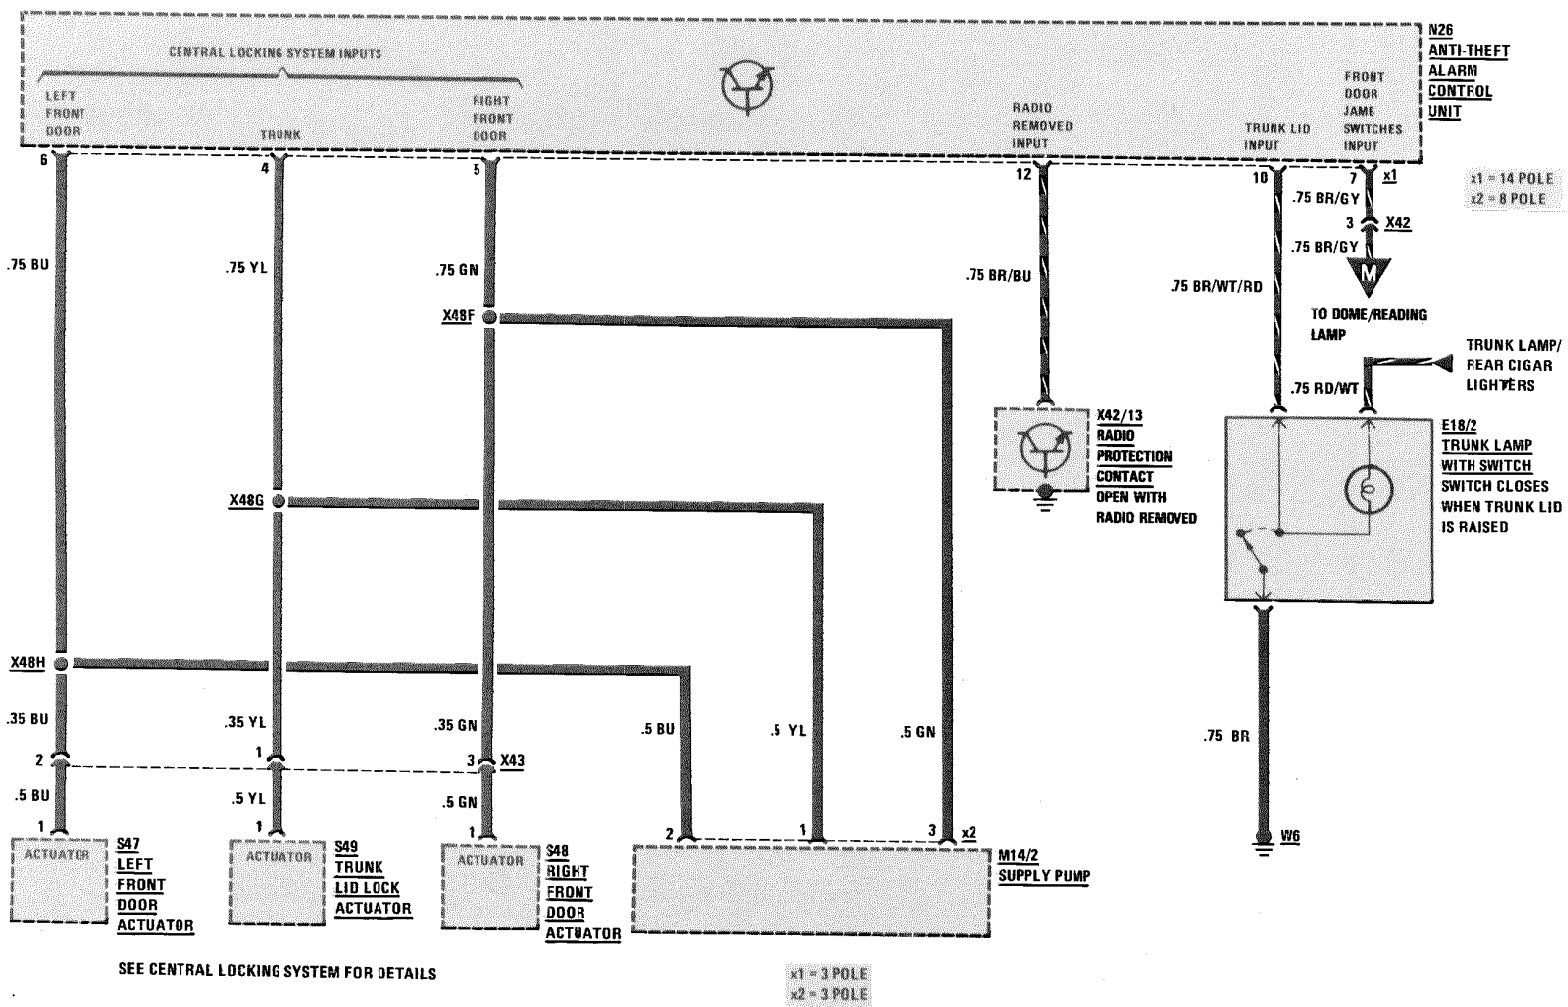 CENTRAL LOCKING SYSTEM INPUTS
LEFT
FRONT
DOOR
TRUNK
FIGHT
FRONT
DOOR
RADIO
REMOVED
INPUT
TRUNK LID
INPUT
FRONT
DOOR
JAME
SWITCHES
INPUT
N26
ANTI-THEFT
ALARM
CONTFOL
UNIT
6
4
5
12
10
7
x1
x1 = 14 POLE
x2 = 8 POLE
.75 BR/GY
3
X42
.75 BR/GY
M
TO DOME/READING
LAMP
.75 BU
.75 YL
.75 GN
.75 BR/BU
.75 BR/WT/RD
X48F
TRUNK LAMP/
REAR CIGAR
LIGHTERS
.75 RD/WT
X42/13
RADIO
PROTECTION
CONTACT
OPEN WITH
RADIO REMOVED
E18/2
TRUNK LAMP
WITH SWITCH
SWITCH CLOSES
WHEN TRUNK LID
IS RAISED
X48G
X48H
.35 BU
.35 YL
.35 GN
.5 BU
.5 YL
.5 GN
.75 BR
2
1
3
X43
.5 BU
.5 YL
.5 GN
1
1
1
2
1
3
x2
W6
ACTUATOR
S47
LEFT
FRONT
DOOR
ACTUATOR
ACTUATOR
S49
TRUNK
LID LOCK
ACTUATOR
ACTUATOR
S48
RIGHT
FRONT
DOOR
ACTUATOR
M14/2
SUPPLY PUMP
SEE CENTRAL LOCKING SYSTEM FOR DETAILS
x1 = 3 POLE
x2 = 3 POLE